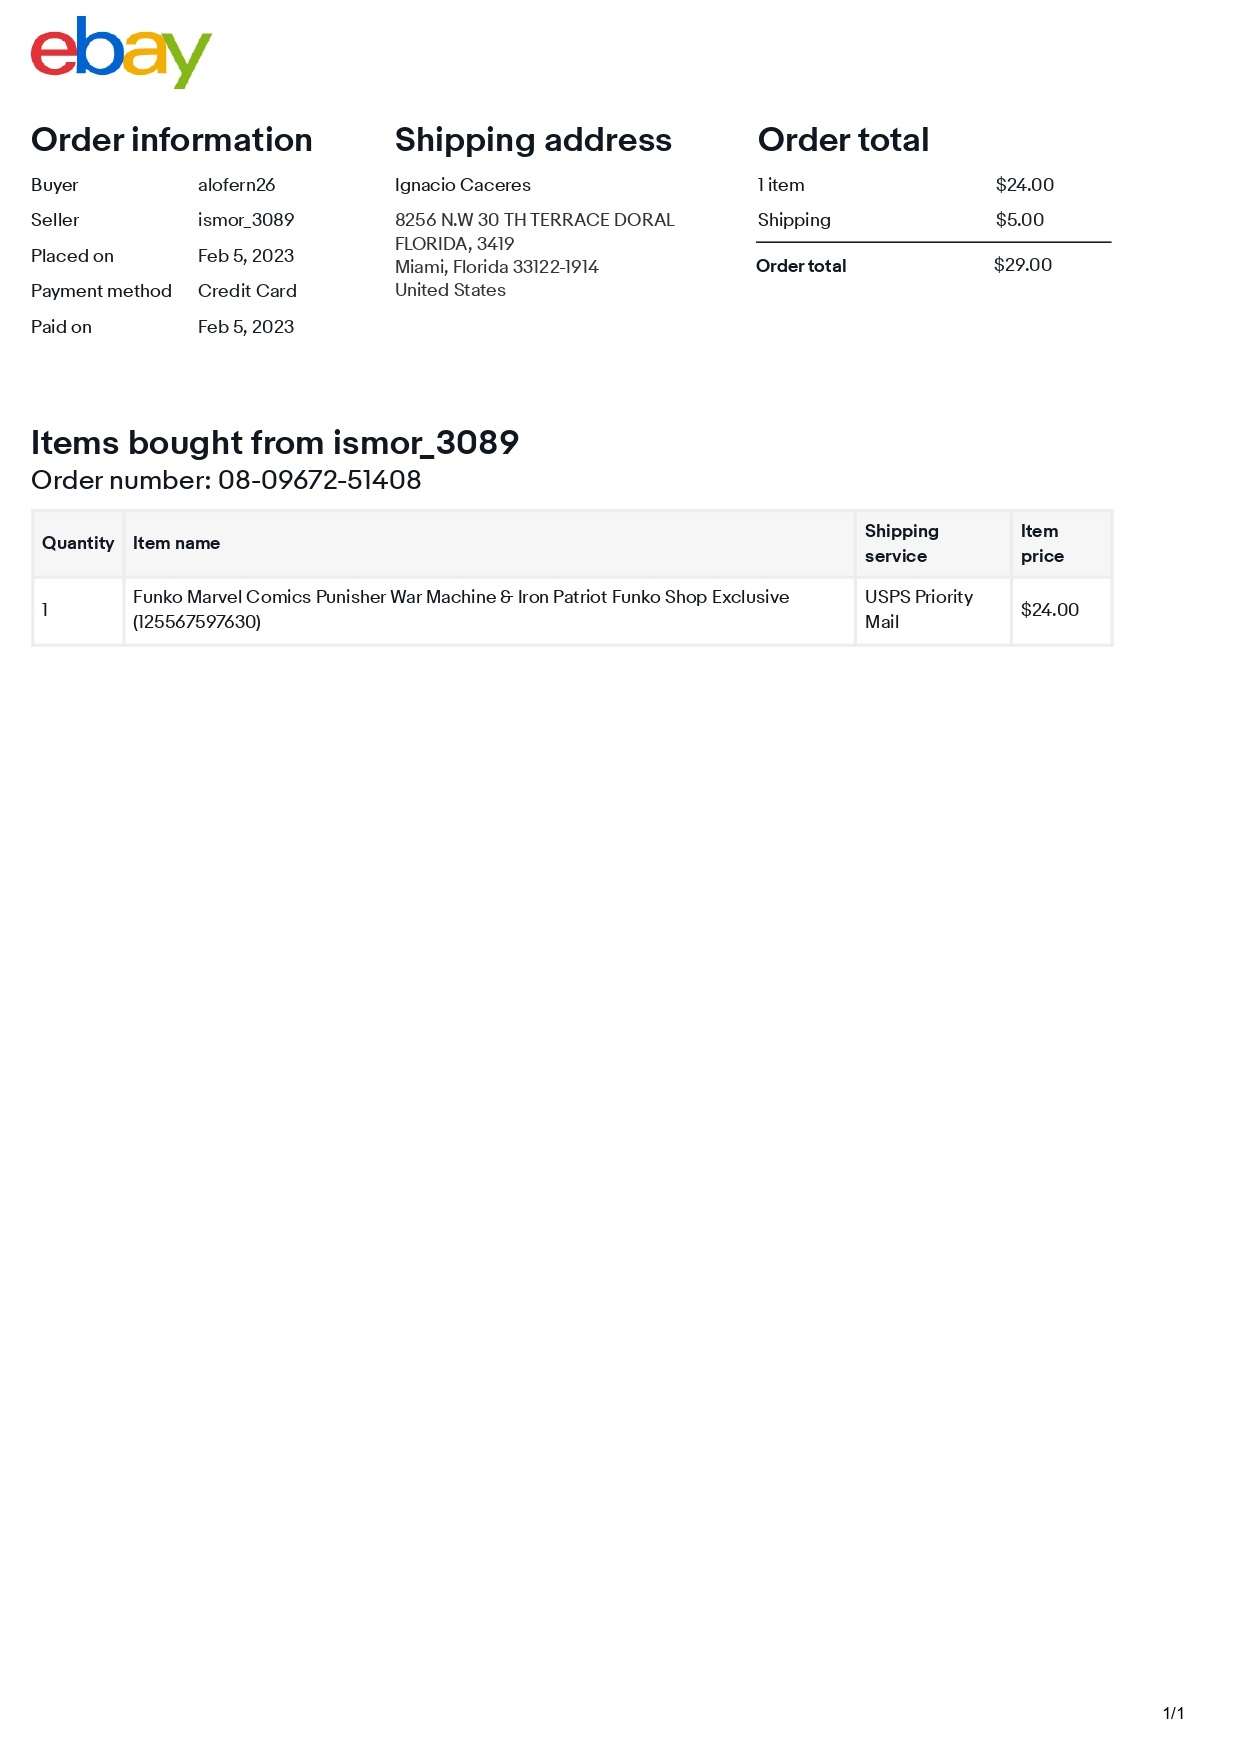 ebay
Order information
Buyer alofern26
Seller ismor_3089
Placed on Feb 5, 2023
Payment method Credit Card
Paid on Feb 5, 2023
Shipping address
Ignacio Caceres
8256 N.W 30 TH TERRACE DORAL
FLORIDA, 3419
Miami, Florida 33122-1914
United States
Order total
1 item $24.00
Shipping $5.00
Order total $29.00
Items bought from ismor_3089
Order number: 08-09672-51408
Quantity Item name Shipping service Item price
1 Funko Marvel Comics Punisher War Machine & Iron Patriot Funko Shop Exclusive (125567597630) USPS Priority Mail $24.00
1/1